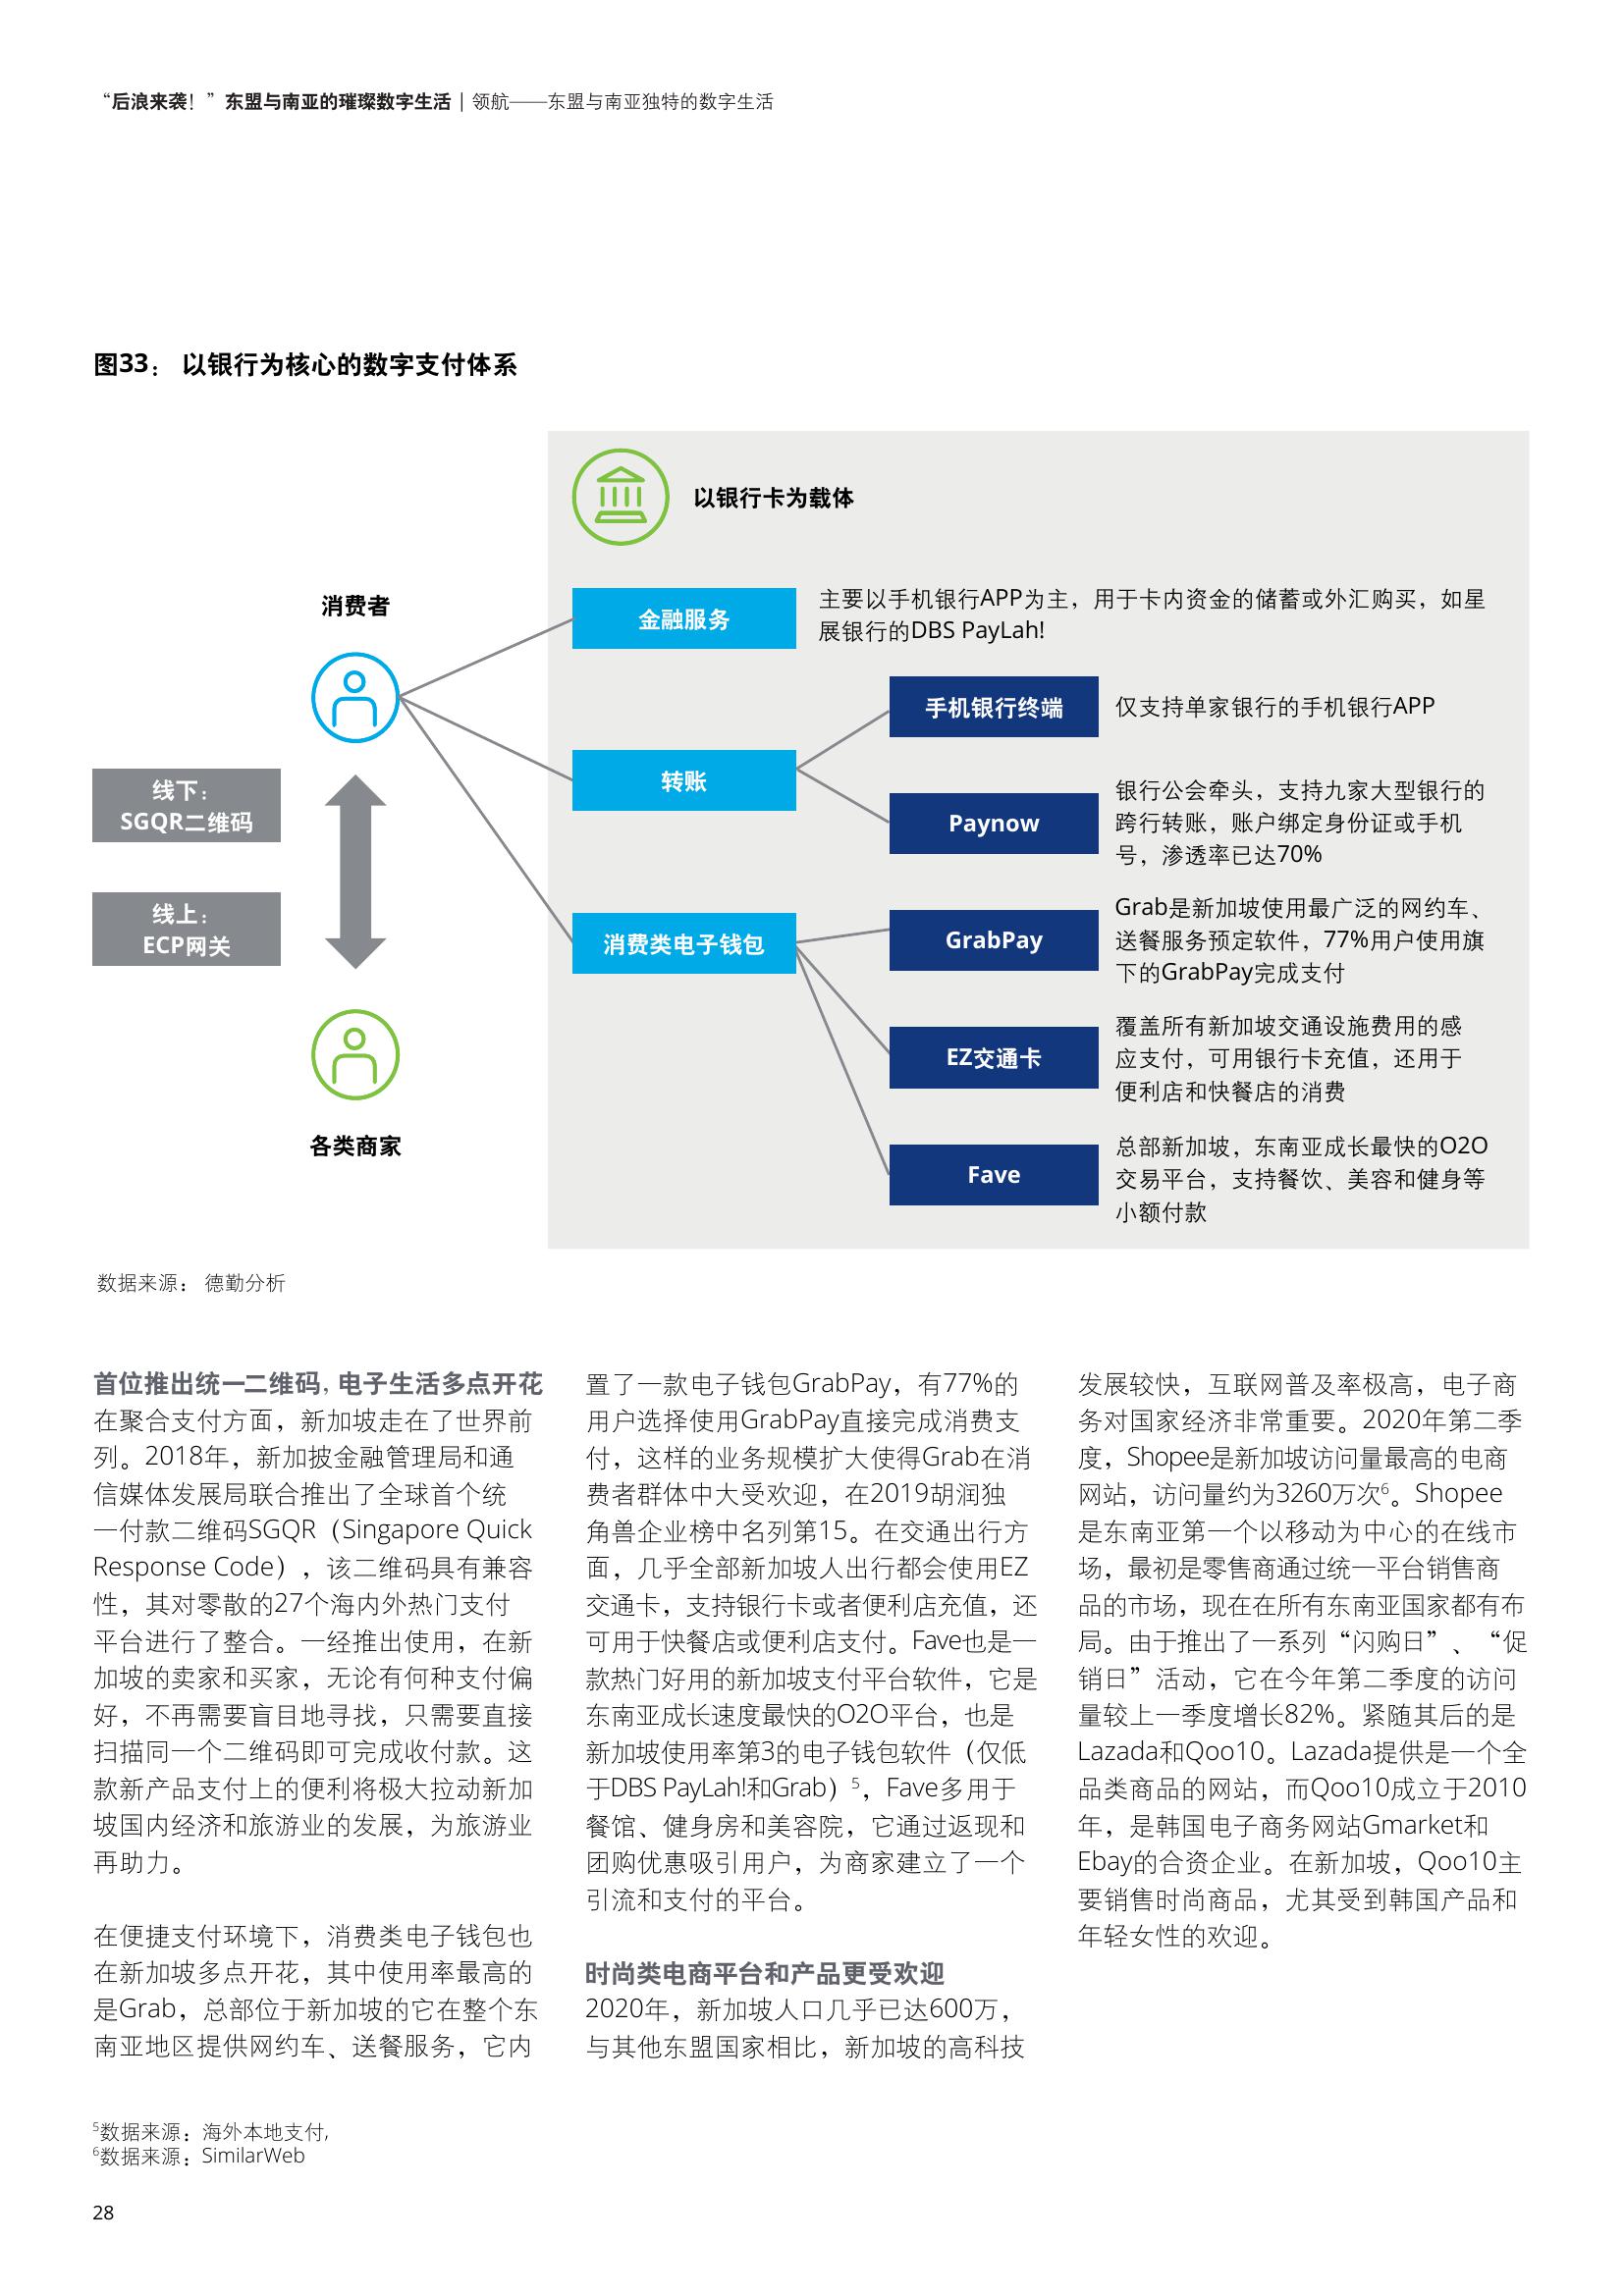 “后浪来袭！”东盟与南亚的璀璨数字生活 | 领航——东盟与南亚独特的数字生活
图33： 以银行为核心的数字支付体系
以银行卡为载体
消费者
线下：
SGQR二维码
线上：
ECP网关
各类商家
金融服务
主要以手机银行APP为主，用于卡内资金的储蓄或外汇购买，如星
展银行的DBS PayLah!
转账
手机银行终端
仅支持单家银行的手机银行APP
Paynow
银行公会牵头，支持九家大型银行的
跨行转账，账户绑定身份证或手机
号，渗透率已达70%
消费类电子钱包
GrabPay
Grab是新加坡使用最广泛的网约车、
送餐服务预定软件，77%用户使用旗
下的GrabPay完成支付
EZ交通卡
覆盖所有新加坡交通设施费用的感
应支付，可用银行卡充值，还用于
便利店和快餐店的消费
Fave
总部新加坡，东南亚成长最快的O2O
交易平台，支持餐饮、美容和健身等
小额付款
数据来源： 德勤分析
首位推出统一二维码，电子生活多点开花
在聚合支付方面，新加坡走在了世界前
列。2018年，新加披金融管理局和通
信媒体发展局联合推出了全球首个统
一付款二维码SGQR（Singapore Quick
Response Code），该二维码具有兼容
性，其对零散的27个海内外热门支付
平台进行了整合。一经推出使用，在新
加坡的卖家和买家，无论有何种支付偏
好，不再需要盲目地寻找，只需要直接
扫描同一个二维码即可完成收付款。这
款新产品支付上的便利将极大拉动新加
坡国内经济和旅游业的发展，为旅游业
再助力。
在便捷支付环境下，消费类电子钱包也
在新加坡多点开花，其中使用率最高的
是Grab，总部位于新加坡的它在整个东
南亚地区提供网约车、送餐服务，它内
置了一款电子钱包GrabPay，有77%的
用户选择使用GrabPay直接完成消费支
付，这样的业务规模扩大使得Grab在消
费者群体中大受欢迎，在2019胡润独
角兽企业榜中名列第15。在交通出行方
面，几乎全部新加坡人出行都会使用EZ
交通卡，支持银行卡或者便利店充值，还
可用于快餐店或便利店支付。Fave也是一
款热门好用的新加坡支付平台软件，它是
东南亚成长速度最快的O2O平台，也是
新加坡使用率第3的电子钱包软件（仅低
于DBS PayLah!和Grab）5，Fave多用于
餐馆、健身房和美容院，它通过返现和
团购优惠吸引用户，为商家建立了一个
引流和支付的平台。
时尚类电商平台和产品更受欢迎
2020年，新加坡人口几乎已达600万，
与其他东盟国家相比，新加坡的高科技
发展较快，互联网普及率极高，电子商
务对国家经济非常重要。2020年第二季
度，Shopee是新加坡访问量最高的电商
网站，访问量约为3260万次6。Shopee
是东南亚第一个以移动为中心的在线市
场，最初是零售商通过统一平台销售商
品的市场，现在在所有东南亚国家都有布
局。由于推出了一系列“闪购日”、“促
销日”活动，它在今年第二季度的访问
量较上一季度增长82%。紧随其后的是
Lazada和Qoo10。Lazada提供是一个全
品类商品的网站，而Qoo10成立于2010
年，是韩国电子商务网站Gmarket和
Ebay的合资企业。在新加坡，Qoo10主
要销售时尚商品，尤其受到韩国产品和
年轻女性的欢迎。
5数据来源：海外本地支付,
6数据来源：SimilarWeb
28